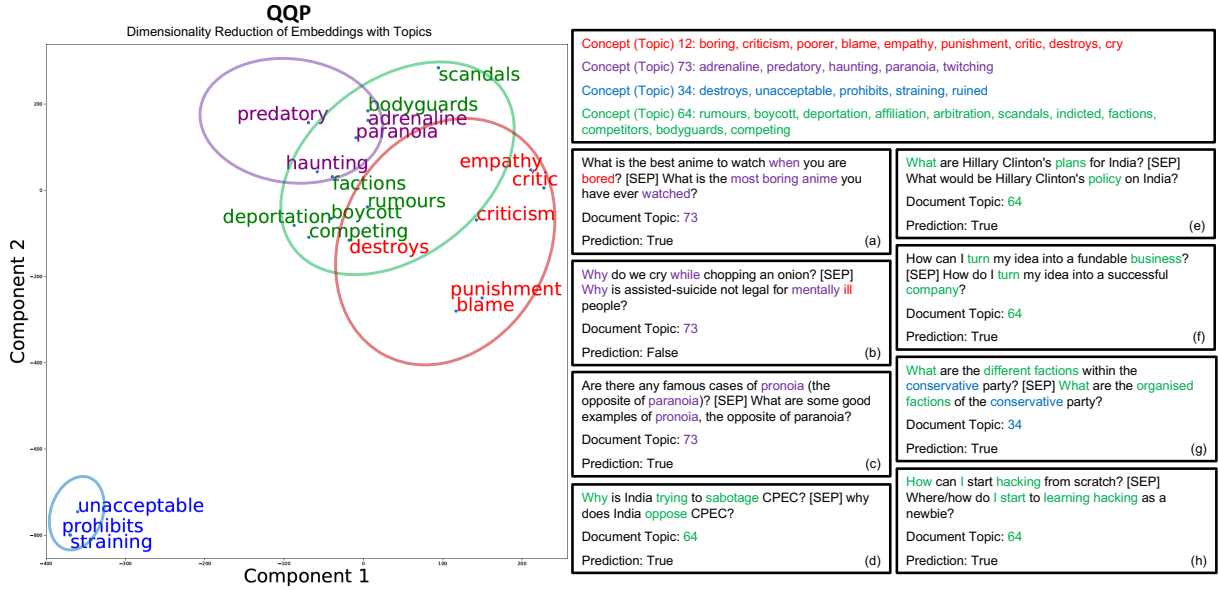 QQP
Dimensionality Reduction of Embeddings with Topics
Component 2
200
0
−200
−400
−600
−800
scandals
bodyguards
predatory
adrenaline
paranoia
haunting
empathy
factions
critic
rumours
deportation
boycott
criticism
competing
destroys
punishment
blame
unacceptable
prohibits
straining
−400
−300
−200
−100
0
100
200
Component 1
Concept (Topic) 12: boring, criticism, poorer, blame, empathy, punishment, critic, destroys, cry
Concept (Topic) 73: adrenaline, predatory, haunting, paranoia, twitching
Concept (Topic) 34: destroys, unacceptable, prohibits, straining, ruined
Concept (Topic) 64: rumours, boycott, deportation, affiliation, arbitration, scandals, indicted, factions,
competitors, bodyguards, competing
What is the best anime to watch when you are
bored? [SEP] What is the most boring anime you
have ever watched?
Document Topic: 73
Prediction: True
(a)
Why do we cry while chopping an onion? [SEP]
Why is assisted-suicide not legal for mentally ill
people?
Document Topic: 73
Prediction: False
(b)
Are there any famous cases of pronoia (the
opposite of paranoia)? [SEP] What are some good
examples of pronoia, the opposite of paranoia?
Document Topic: 73
Prediction: True
(c)
Why is India trying to sabotage CPEC? [SEP] why
does India oppose CPEC?
Document Topic: 64
Prediction: True
(d)
What are Hillary Clinton's plans for India? [SEP]
What would be Hillary Clinton's policy on India?
Document Topic: 64
Prediction: True
(e)
How can I turn my idea into a fundable business?
[SEP] How do I turn my idea into a successful
company?
Document Topic: 64
Prediction: True
(f)
What are the different factions within the
conservative party? [SEP] What are the organised
factions of the conservative party?
Document Topic: 34
Prediction: True
(g)
How can I start hacking from scratch? [SEP]
Where/how do I start to learning hacking as a
newbie?
Document Topic: 64
Prediction: True
(h)